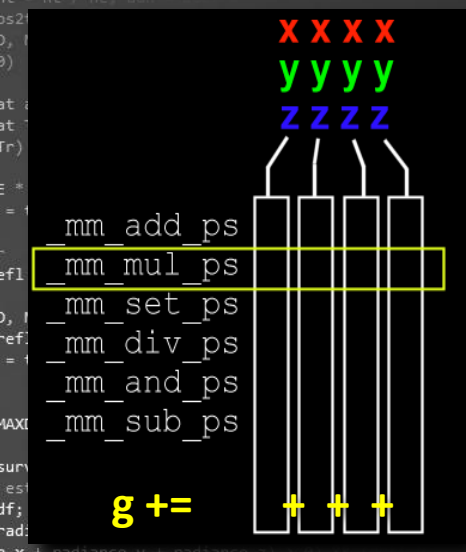 x x x x
y y y y
z z z z
_mm_add_ps
_mm_mul_ps
_mm_set_ps
_mm_div_ps
_mm_and_ps
_mm_sub_ps
g += + + +